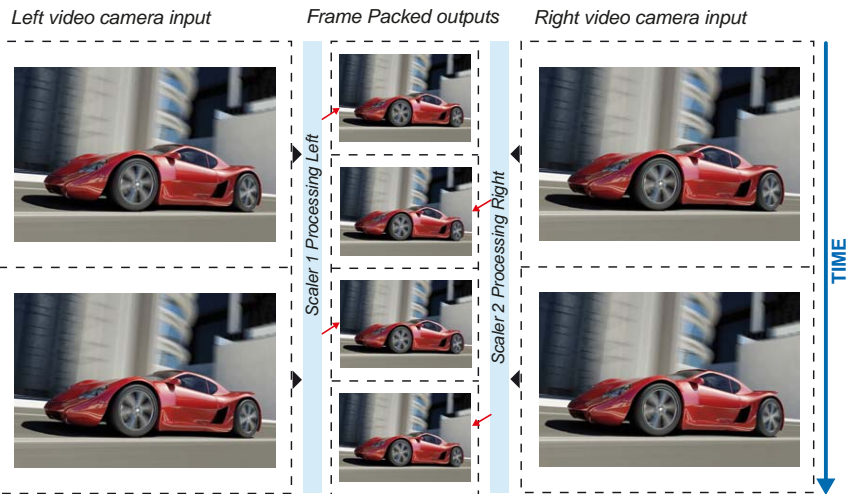 Left video camera input
Frame Packed outputs
Right video camera input
Scaler 1 Processing Left
Scaler 2 Processing Right
TIME